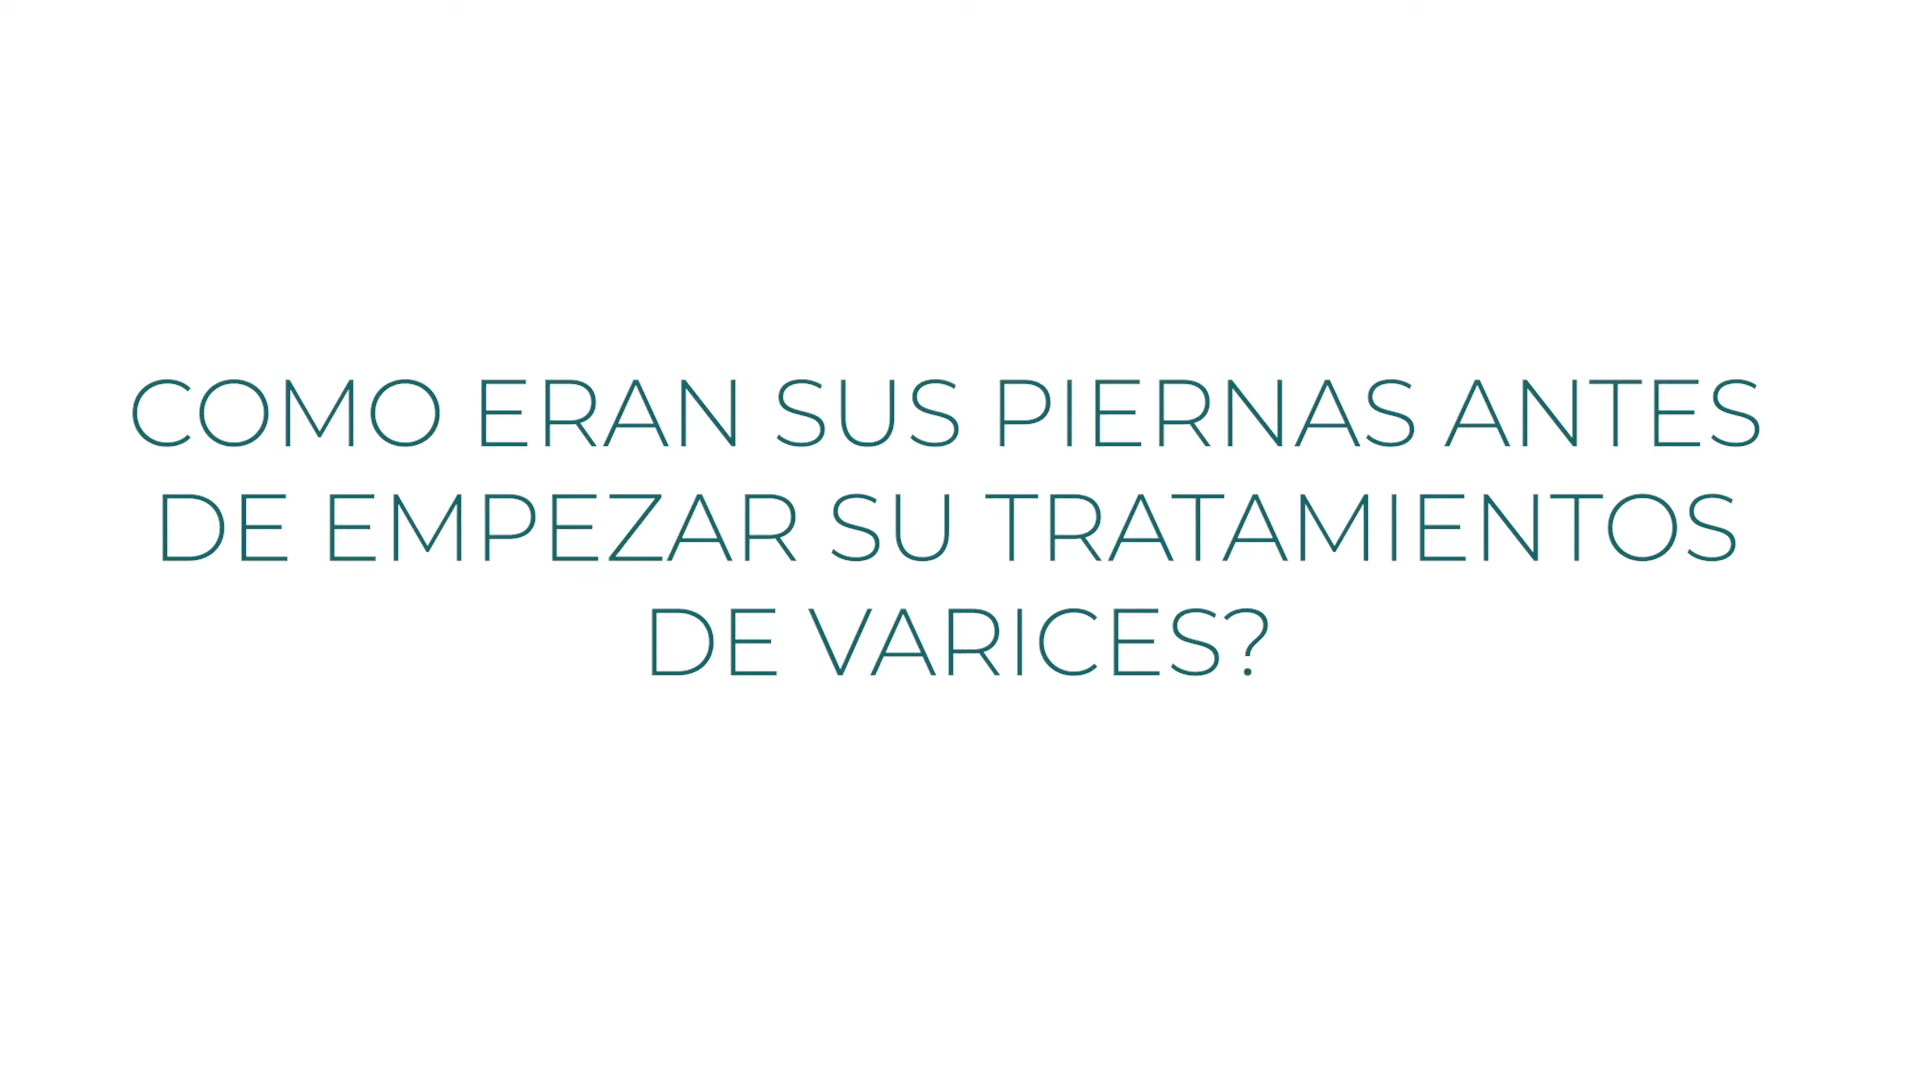 COMO ERAN SUS PIERNAS ANTES
DE EMPEZAR SU TRATAMIENTOS
DE VARICES?